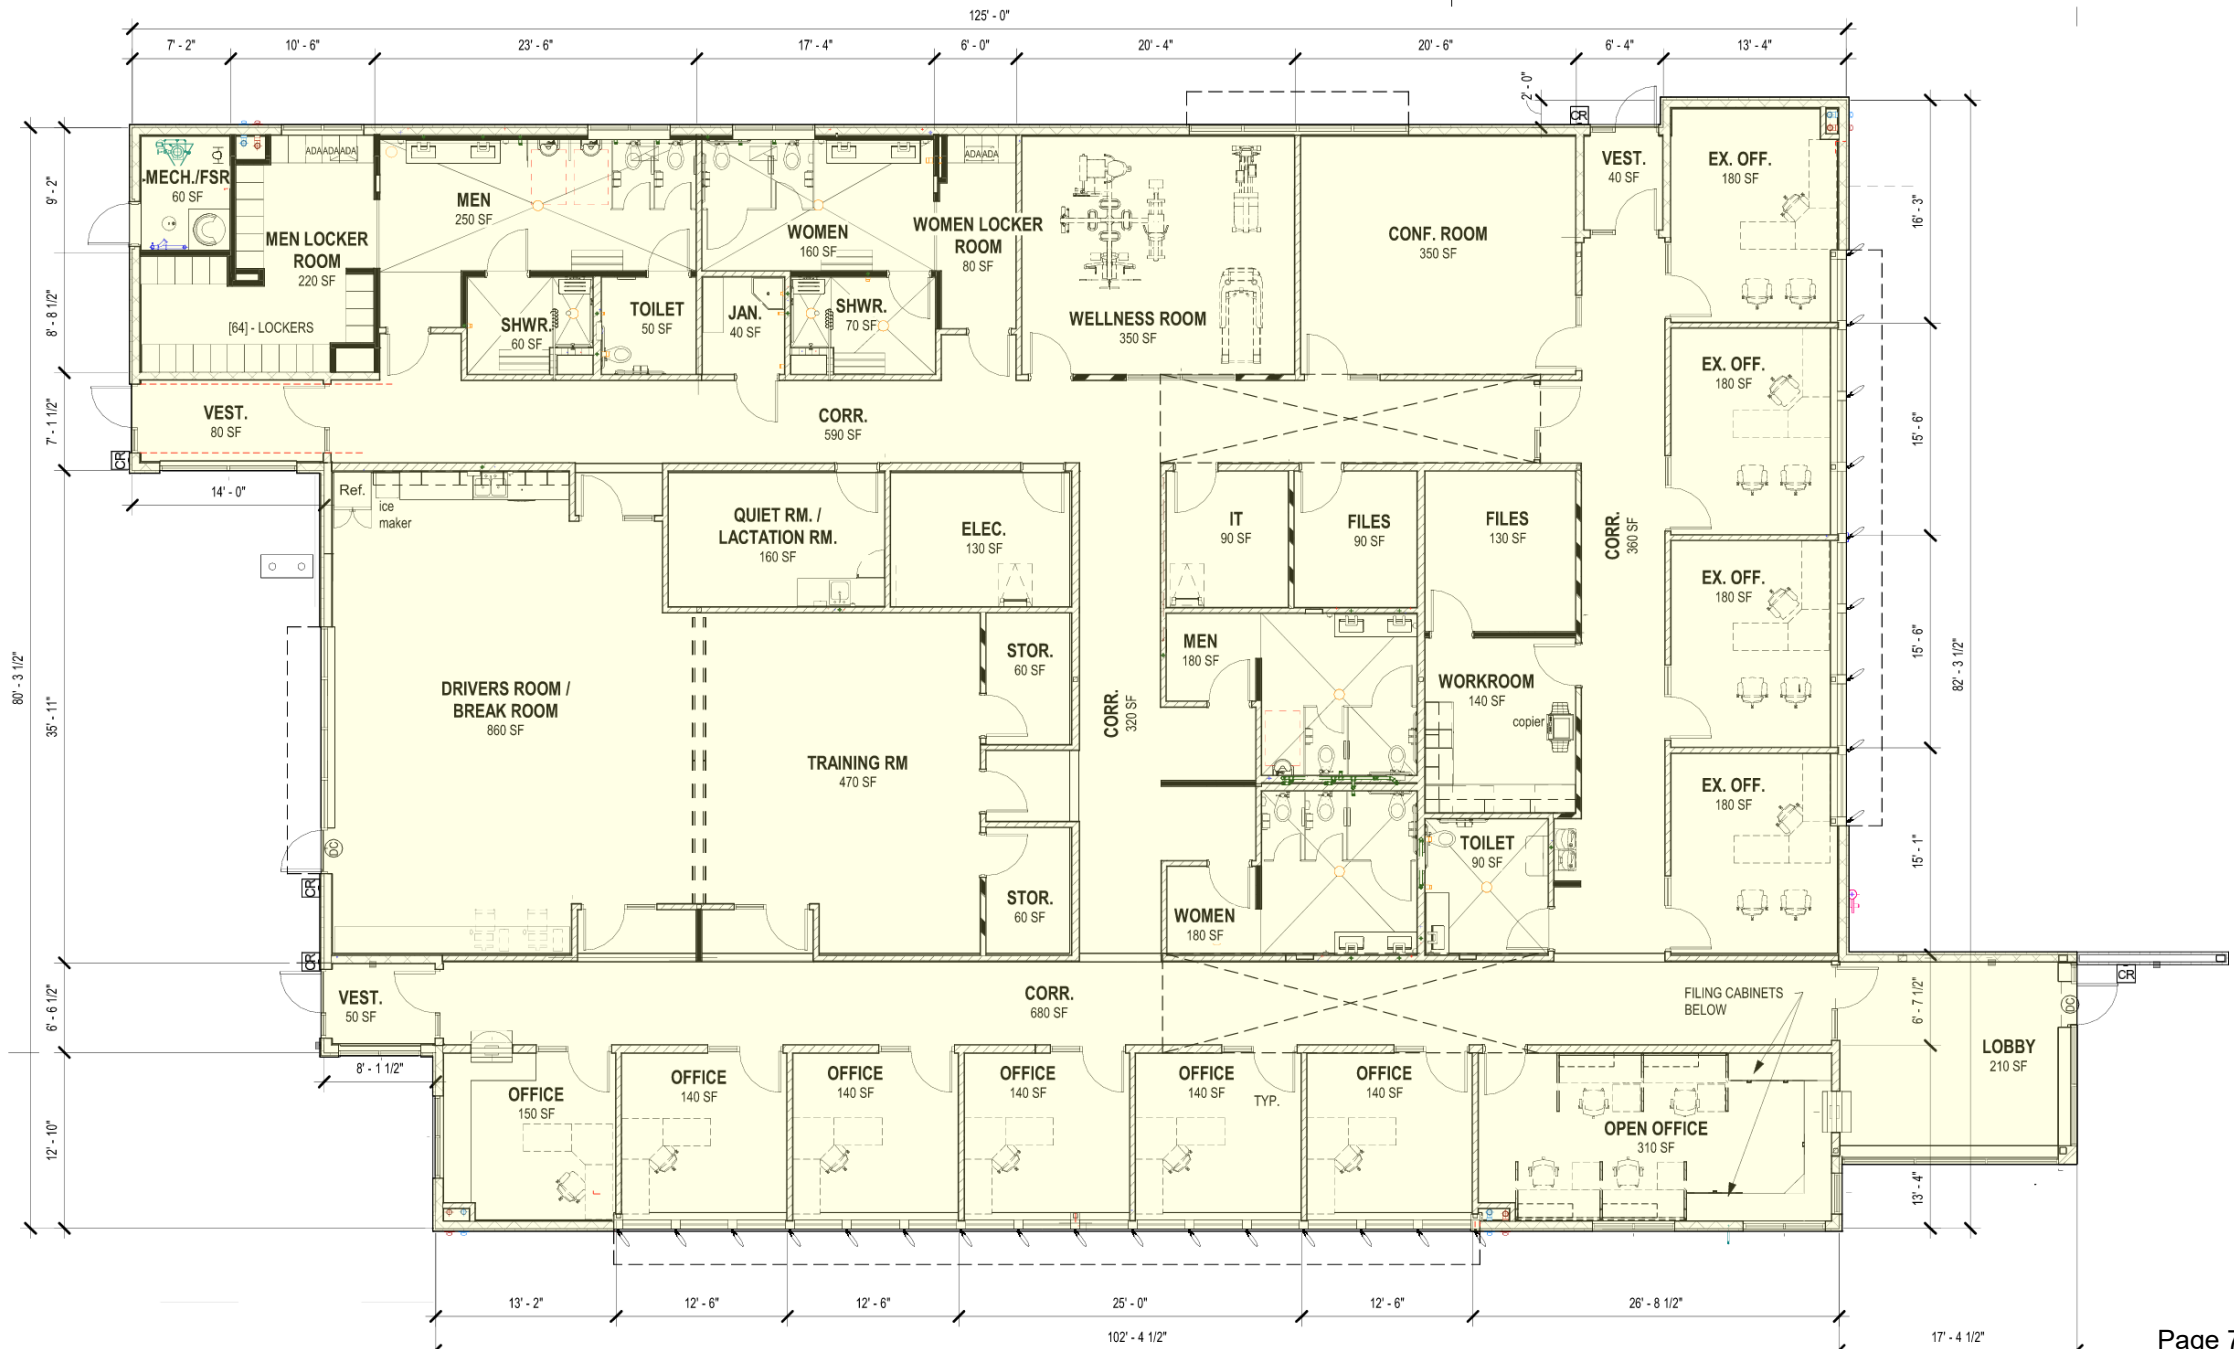 125' - 0"
7' - 2"
10' - 6"
23' - 6"
17' - 4"
6' - 0"
20' - 4"
20' - 6"
6' - 4"
13' - 4"
2' - 0"
CR
ADA ADA ADA
ADA ADA
MECH./FSR
60 SF
MEN
250 SF
MEN LOCKER
ROOM
220 SF
[64] - LOCKERS
WOMEN
160 SF
WOMEN LOCKER
ROOM
80 SF
SHWR.
60 SF
TOILET
50 SF
JAN.
40 SF
SHWR.
70 SF
WELLNESS ROOM
350 SF
CONF. ROOM
350 SF
VEST.
40 SF
EX. OFF.
180 SF
9' - 2"
8' - 8 1/2"
7' - 1 1/2"
16' - 3"
VEST.
80 SF
CORR.
590 SF
EX. OFF.
180 SF
15' - 6"
CR
14' - 0"
Ref.
ice
maker
QUIET RM. /
LACTATION RM.
160 SF
ELEC.
130 SF
IT
90 SF
FILES
90 SF
FILES
130 SF
CORR.
360 SF
EX. OFF.
180 SF
15' - 6"
80' - 3 1/2"
35' - 11"
82' - 3 1/2"
DRIVERS ROOM /
BREAK ROOM
860 SF
TRAINING RM
470 SF
STOR.
60 SF
CORR.
320 SF
MEN
180 SF
WORKROOM
140 SF
copier
EX. OFF.
180 SF
15' - 1"
DC
CR
STOR.
60 SF
WOMEN
180 SF
TOILET
90 SF
CR
VEST.
50 SF
CORR.
680 SF
FILING CABINETS
BELOW
CR
DC
6' - 6 1/2"
6' - 7 1/2"
LOBBY
210 SF
8' - 1 1/2"
12' - 10"
13' - 4"
OFFICE
150 SF
OFFICE
140 SF
OFFICE
140 SF
OFFICE
140 SF
OFFICE
140 SF
TYP.
OFFICE
140 SF
OPEN OFFICE
310 SF
13' - 2"
12' - 6"
12' - 6"
25' - 0"
12' - 6"
26' - 8 1/2"
102' - 4 1/2"
17' - 4 1/2"
Page 7